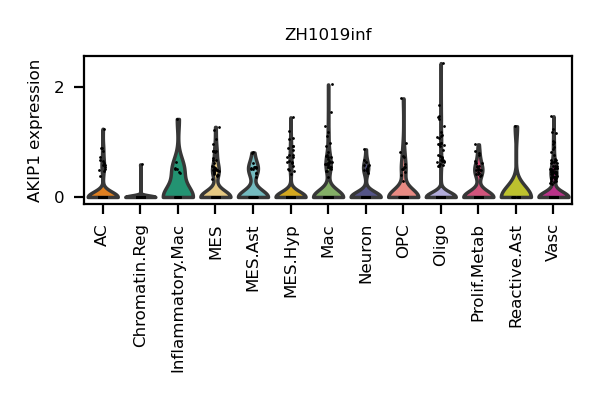 ZH1019inf
AKIP1 expression
2
0
AC
Chromatin.Reg
Inflammatory.Mac
MES
MES.Ast
MES.Hyp
Mac
Neuron
OPC
Oligo
Prolif.Metab
Reactive.Ast
Vasc